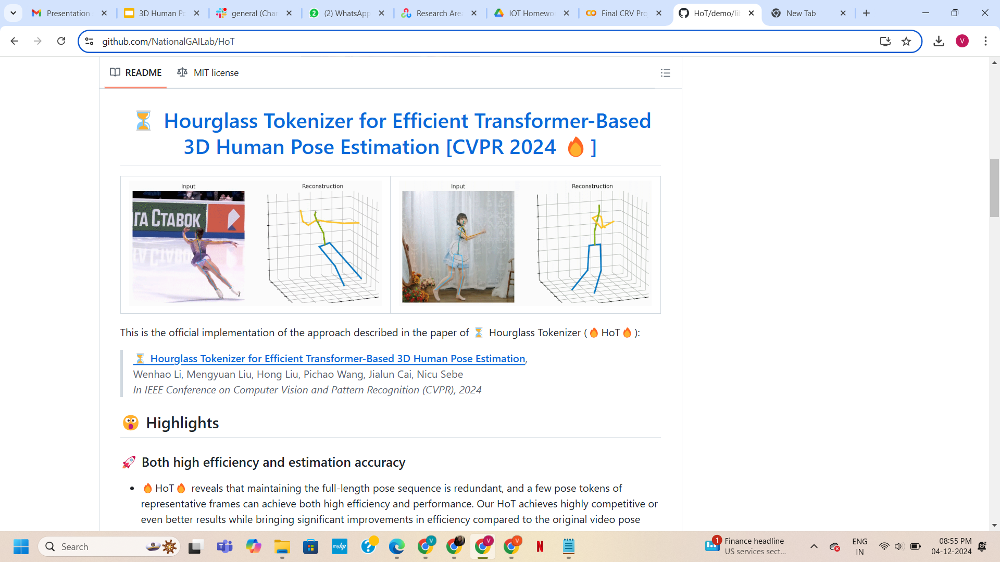 Presentation
3D Human Po
general (Char
(2) WhatsApp
Research Area
IOT Homewo
Final CRV Pro
HoT/demo/li
New Tab
github.com/NationalGAILab/HoT
V
README
MIT license
⏳ Hourglass Tokenizer for Efficient Transformer-Based
3D Human Pose Estimation [CVPR 2024 🔥 ]
Input
Reconstruction
Input
Reconstruction
ГА СТАВОК
This is the official implementation of the approach described in the paper of ⏳ Hourglass Tokenizer (🔥HoT🔥):
⏳ Hourglass Tokenizer for Efficient Transformer-Based 3D Human Pose Estimation,
Wenhao Li, Mengyuan Liu, Hong Liu, Pichao Wang, Jialun Cai, Nicu Sebe
In IEEE Conference on Computer Vision and Pattern Recognition (CVPR), 2024
😲 Highlights
🚀 Both high efficiency and estimation accuracy
• 🔥HoT🔥 reveals that maintaining the full-length pose sequence is redundant, and a few pose tokens of
representative frames can achieve both high efficiency and performance. Our HoT achieves highly competitive or
even better results while bringing significant improvements in efficiency compared to the original video pose
Search
myhp
V
V
V
N
1
Finance headline
US services sect...
ENG
IN
08:55 PM
04-12-2024